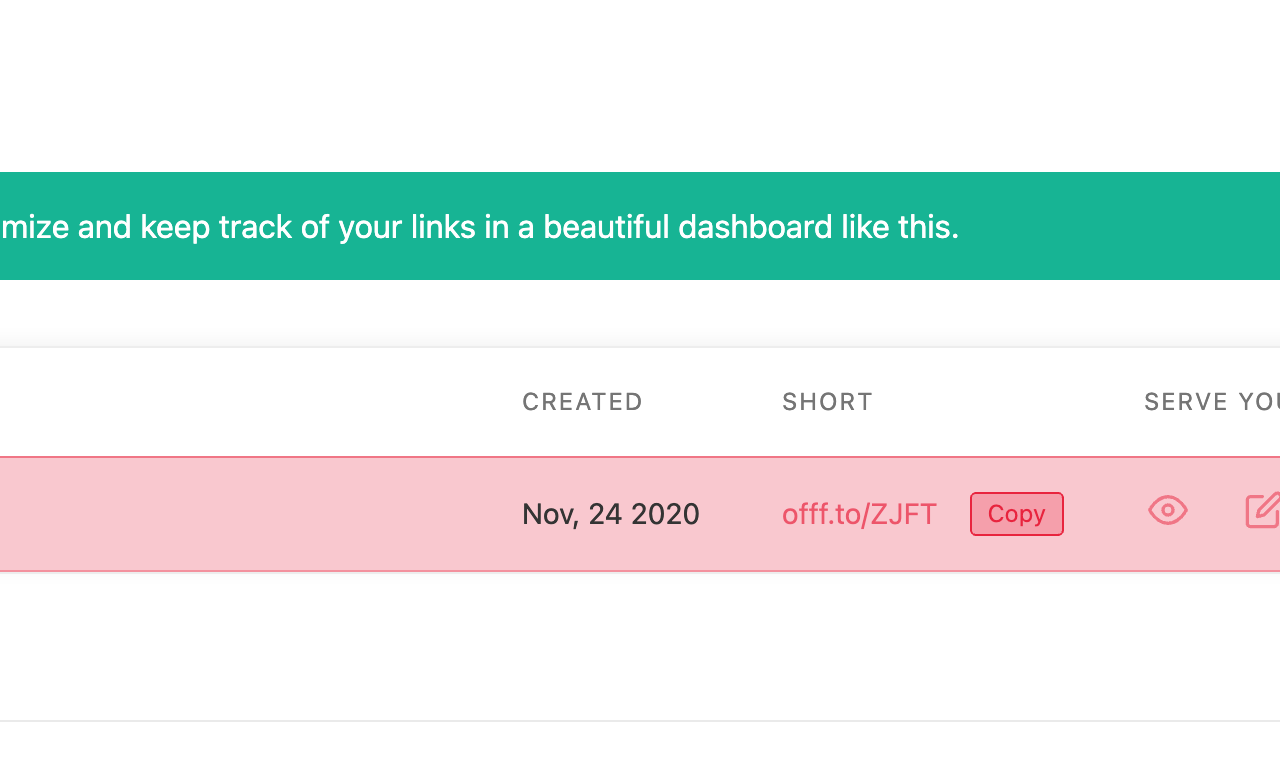 mize and keep track of your links in a beautiful dashboard like this.
CREATED SHORT SERVE YOU
Nov, 24 2020 offf.to/ZJFT Copy